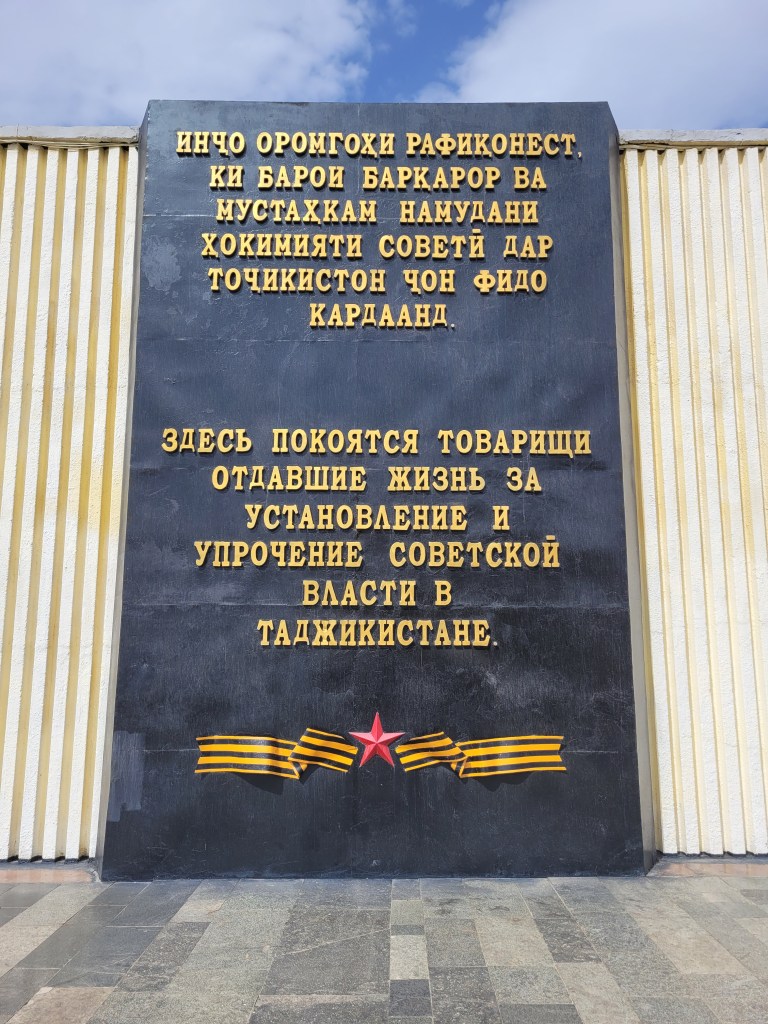 ИНҶО ОРОМГОҲИ РАФИҚОНЕСТ,
КИ БАРОИ БАРҚАРОР ВА
МУСТАҲКАМ НАМУДАНИ
ҲОКИМИЯТИ СОВЕТӢ ДАР
ТОҶИКИСТОН ҶОН ФИДО
КАРДААНД.
ЗДЕСЬ ПОКОЯТСЯ ТОВАРИЩИ
ОТДАВШИЕ ЖИЗНЬ ЗА
УСТАНОВЛЕНИЕ И
УПРОЧЕНИЕ СОВЕТСКОӢ
ВЛАСТИ В
ТАДЖИКИСТАНЕ.